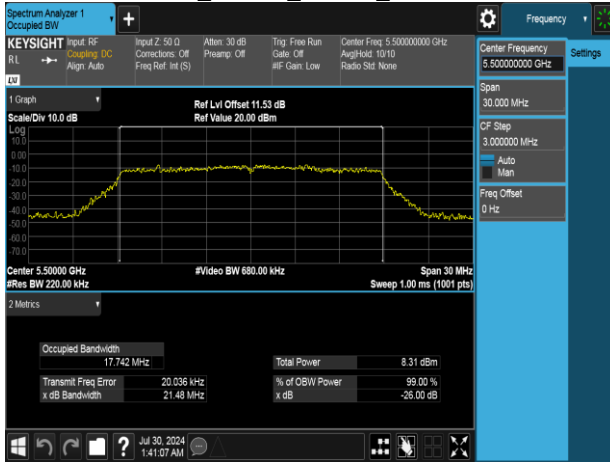 Spectrum Analyzer 1
Occupied BW
Frequency
KEYSIGHT
RL
LXI
Input: RF
Coupling: DC
Align: Auto
Input Z: 50 Ω
Corrections: Off
Freq Ref: Int (S)
Atten: 30 dB
Preamp: Off
Trig: Free Run
Gate: Off
#IF Gain: Low
Center Freq: 5.500000000 GHz
Avg|Hold: 10/10
Radio Std: None
Center Frequency
5.500000000 GHz
Settings
Span
30.000 MHz
CF Step
3.000000 MHz
Auto
Man
Freq Offset
0 Hz
1 Graph
Scale/Div 10.0 dB
Ref Lvl Offset 11.53 dB
Ref Value 20.00 dBm
Log
10.0
0.00
-10.0
-20.0
-30.0
-40.0
-50.0
-60.0
-70.0
Center 5.50000 GHz
#Res BW 220.00 kHz
#Video BW 680.00 kHz
Span 30 MHz
Sweep 1.00 ms (1001 pts)
2 Metrics
Occupied Bandwidth
17.742 MHz
Total Power 8.31 dBm
Transmit Freq Error 20.036 kHz
% of OBW Power 99.00 %
x dB Bandwidth 21.48 MHz
x dB -26.00 dB
Jul 30, 2024
1:41:07 AM